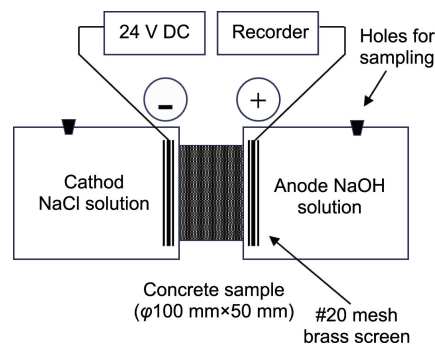 24 V DC
Recorder
Holes for
sampling
-
+
Cathod
NaCl solution
Anode NaOH
solution
Concrete sample
(φ100 mm×50 mm)
#20 mesh
brass screen